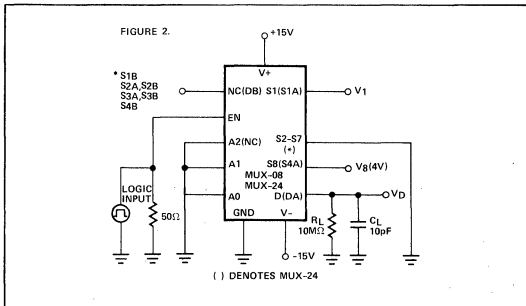 FIGURE 2.
+15V
V+
* S1B
S2A,S2B
S3A,S3B
S4B
NC(DB)
S1(S1A)
V1
EN
A2(NC)
S2-S7
(*)
A1
S8(S4A)
V8(4V)
MUX-08
MUX-24
LOGIC
INPUT
50Ω
A0
D(DA)
VD
GND
V-
RL
10MΩ
CL
10pF
-15V
( ) DENOTES MUX-24